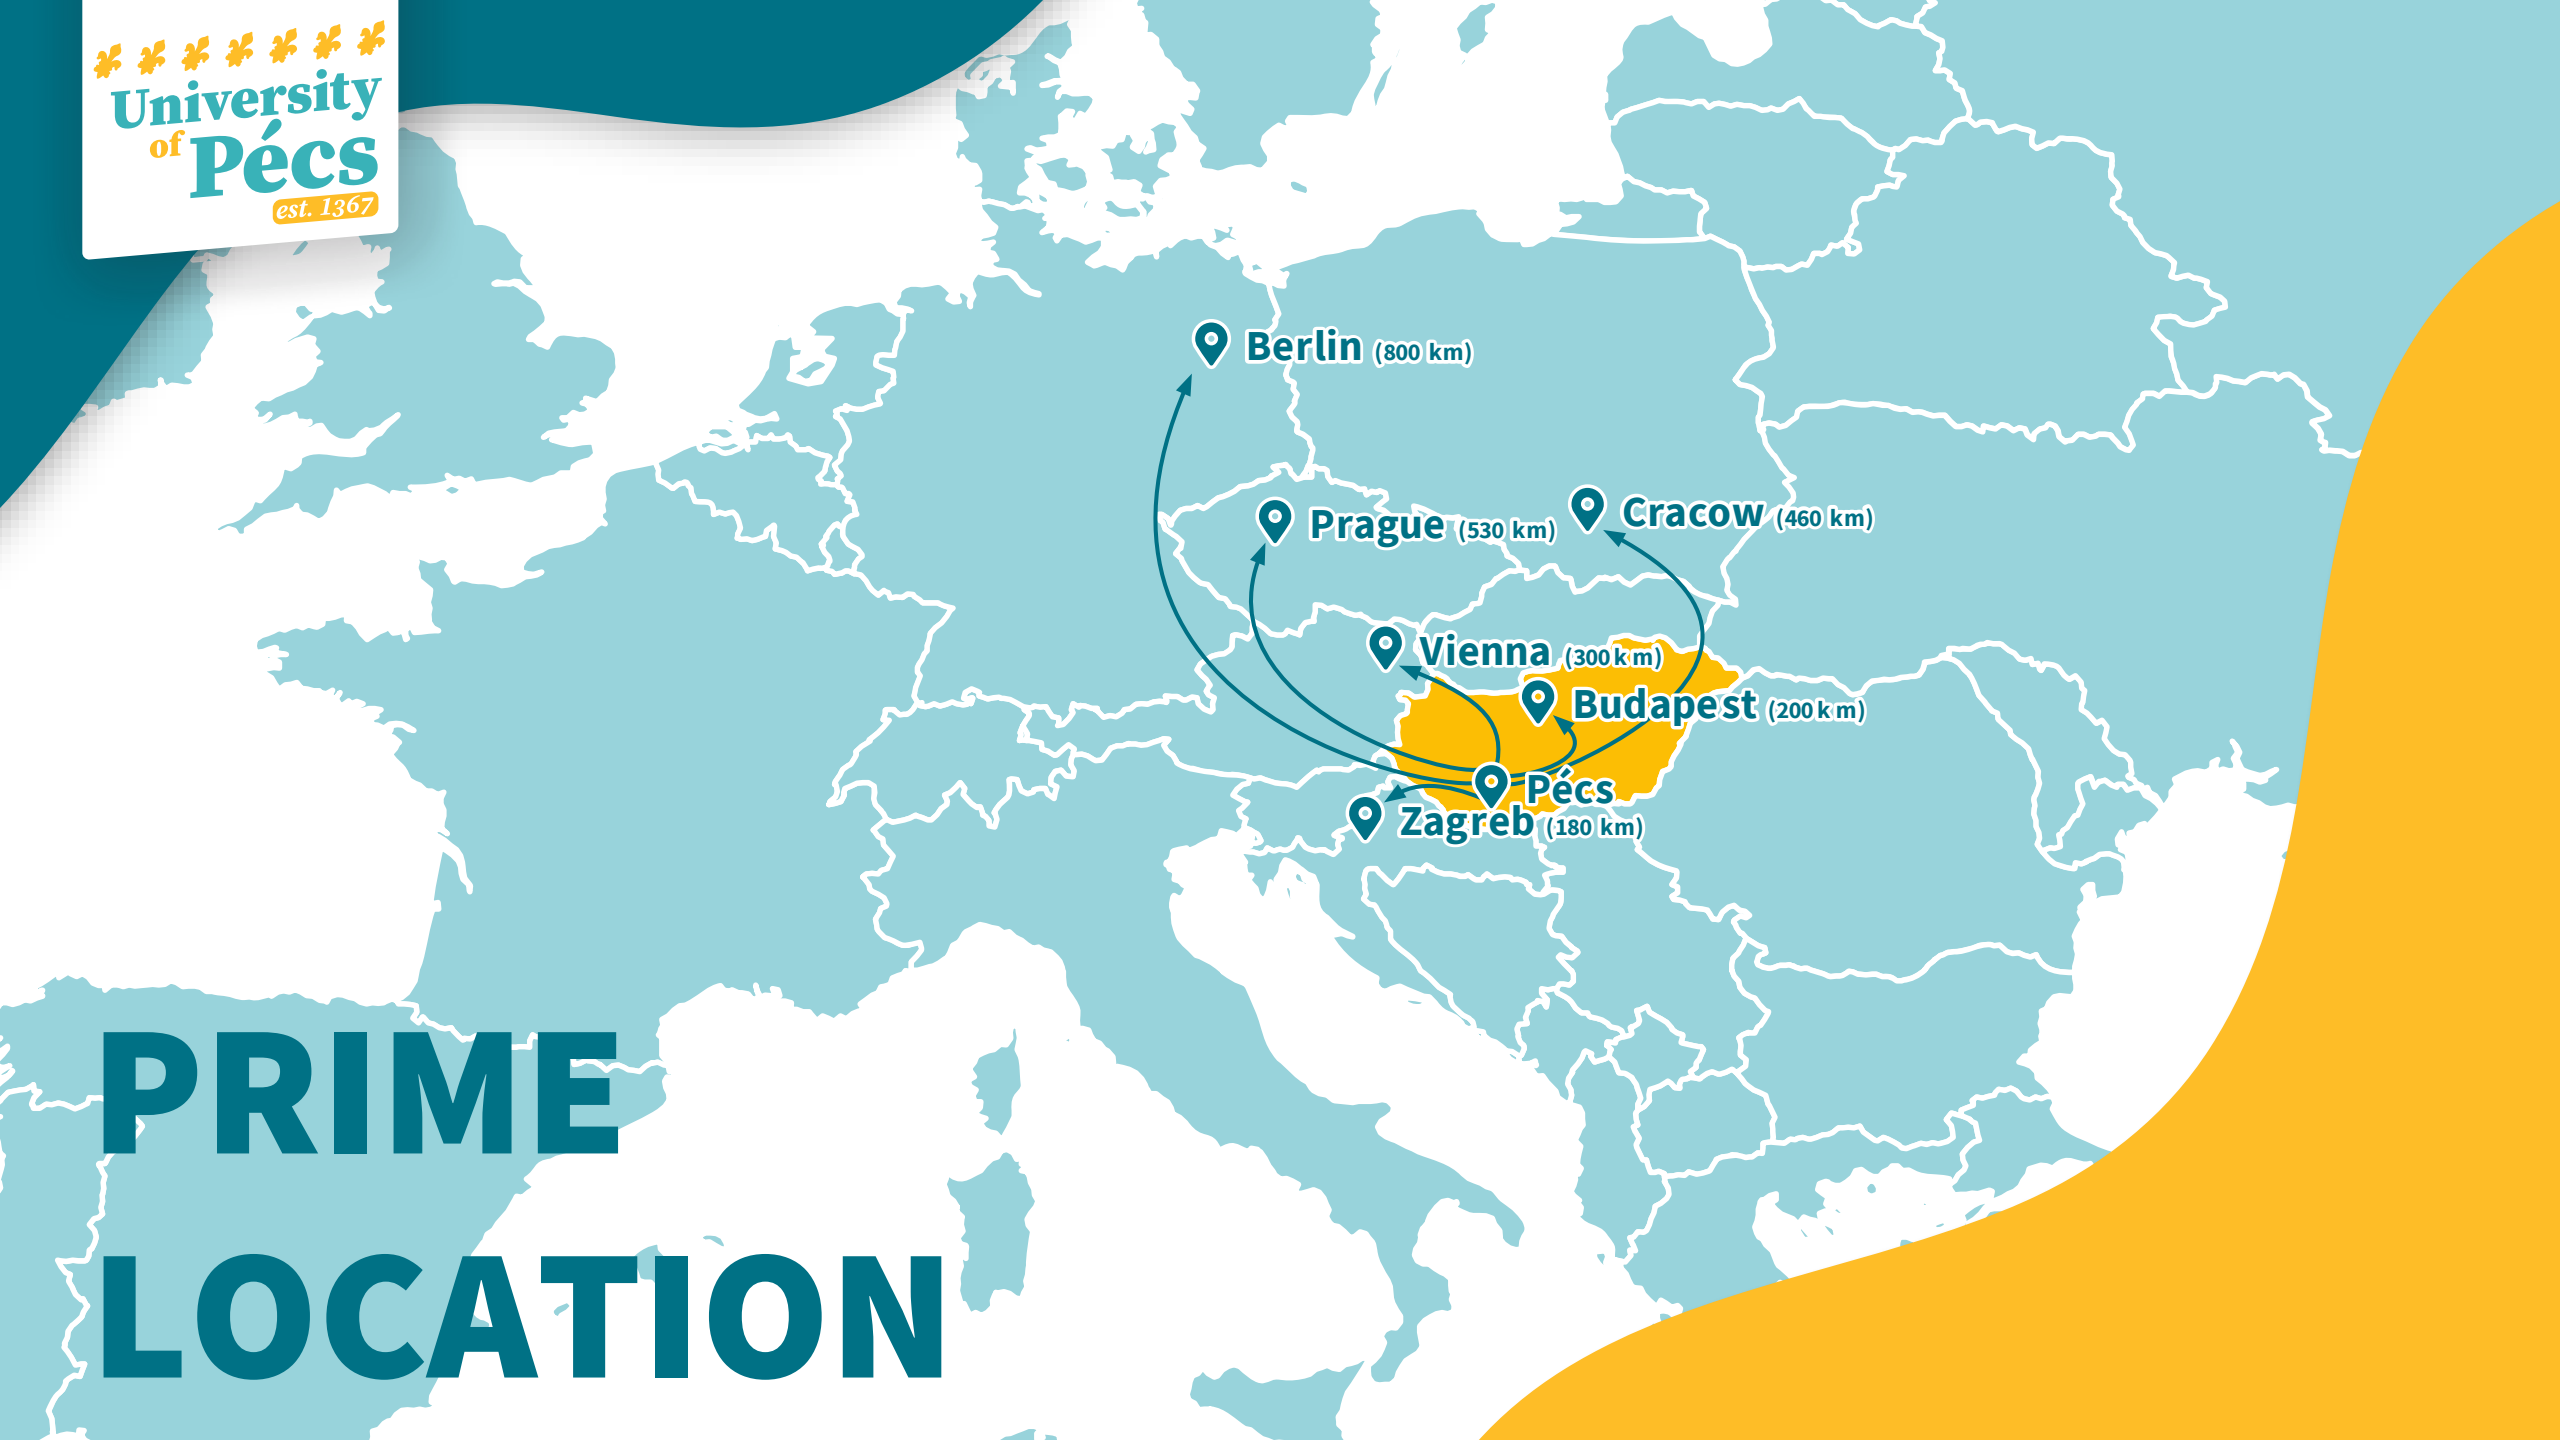 University
of Pécs
est. 1367
Berlin (800 km)
Prague (530 km)
Cracow (460 km)
Vienna (300 km)
Budapest (200 km)
Pécs
Zagreb (180 km)
PRIME
LOCATION